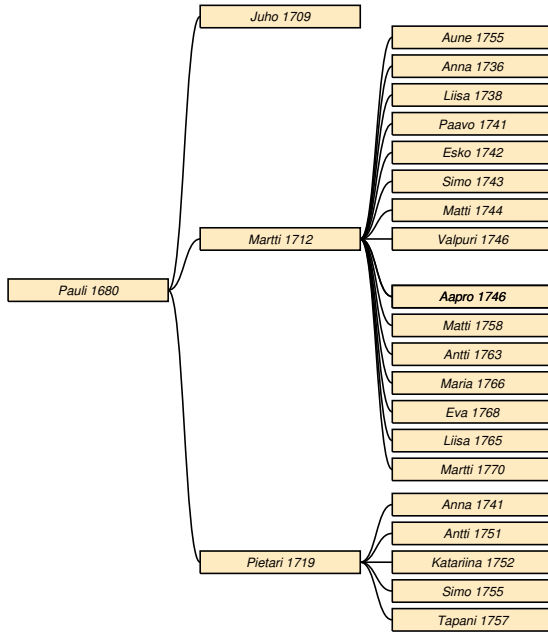 Pauli 1680
Juho 1709
Martti 1712
Aune 1755
Anna 1736
Liisa 1738
Paavo 1741
Esko 1742
Simo 1743
Matti 1744
Valpuri 1746
Aapro 1746
Matti 1758
Antti 1763
Maria 1766
Eva 1768
Liisa 1765
Martti 1770
Pietari 1719
Anna 1741
Antti 1751
Katariina 1752
Simo 1755
Tapani 1757